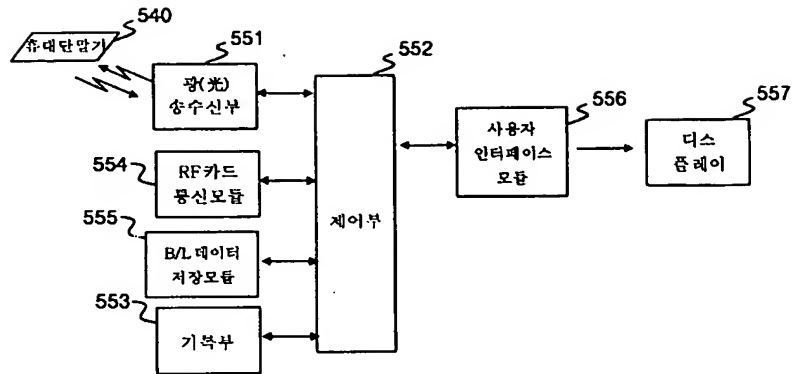 540
휴대단말기
551
광(光)
송수신부
552
556
557
사용자
인터페이스
모듈
디스
플레이
554
RF카드
통신모듈
제어부
555
B/L데이터
저장모듈
553
기록부